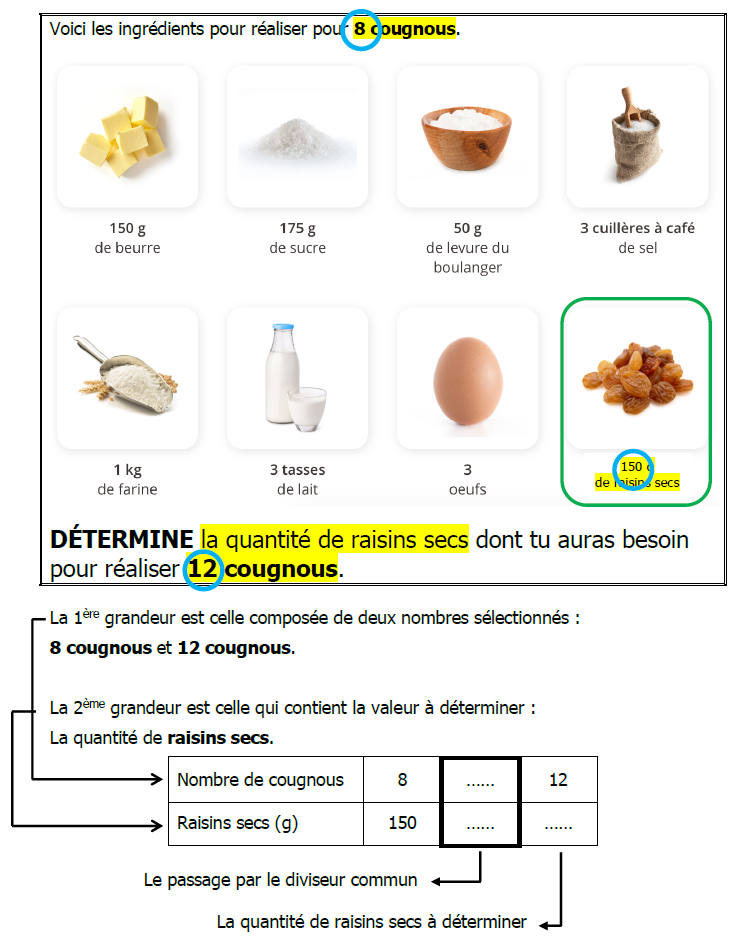 Voici les ingrédients pour réaliser pour 8 cougnous.
150 g
de beurre
175 g
de sucre
50 g
de levure du
boulanger
3 cuillères à café
de sel
1 kg
de farine
3 tasses
de lait
3
oeufs
150 g
de raisins secs
DÉTERMINE la quantité de raisins secs dont tu auras besoin
pour réaliser 12 cougnous.
La 1ère grandeur est celle composée de deux nombres sélectionnés :
8 cougnous et 12 cougnous.
La 2ème grandeur est celle qui contient la valeur à déterminer :
La quantité de raisins secs.
Nombre de cougnous 8 ...... 12
Raisins secs (g) 150 ...... ......
Le passage par le diviseur commun
La quantité de raisins secs à déterminer